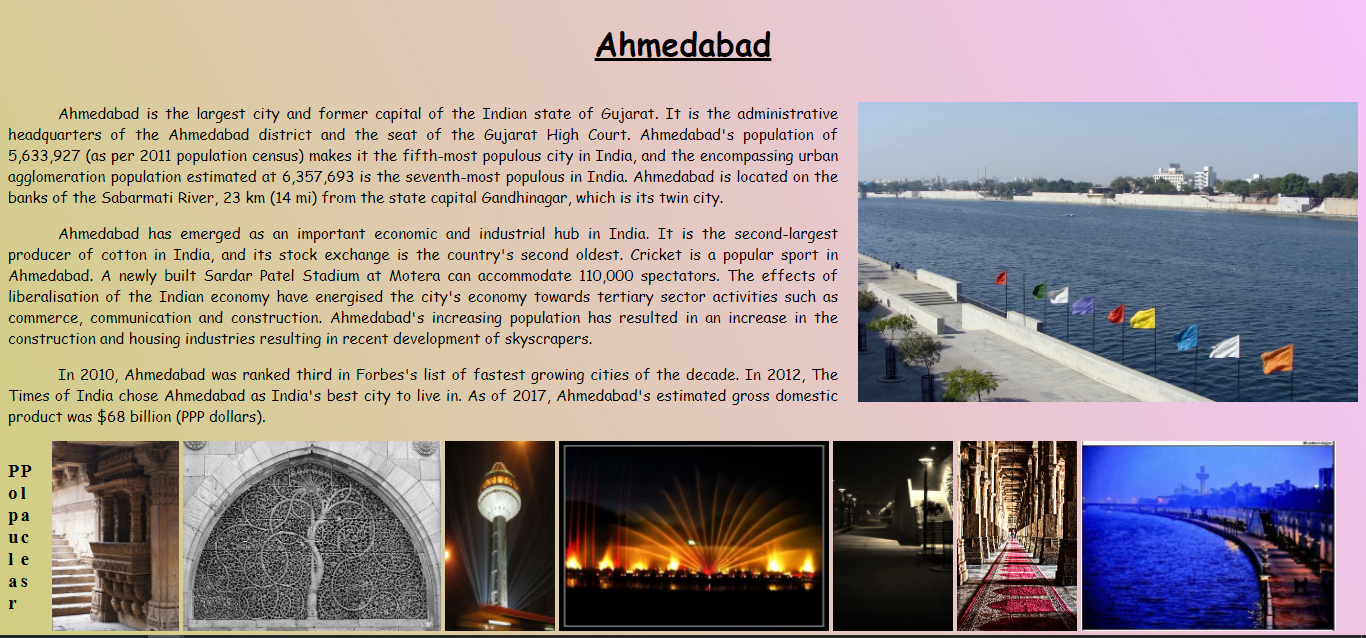 Ahmedabad
Ahmedabad is the largest city and former capital of the Indian state of Gujarat. It is the administrative
headquarters of the Ahmedabad district and the seat of the Gujarat High Court. Ahmedabad's population of
5,633,927 (as per 2011 population census) makes it the fifth-most populous city in India, and the encompassing urban
agglomeration population estimated at 6,357,693 is the seventh-most populous in India. Ahmedabad is located on the
banks of the Sabarmati River, 23 km (14 mi) from the state capital Gandhinagar, which is its twin city.
Ahmedabad has emerged as an important economic and industrial hub in India. It is the second-largest
producer of cotton in India, and its stock exchange is the country's second oldest. Cricket is a popular sport in
Ahmedabad. A newly built Sardar Patel Stadium at Motera can accommodate 110,000 spectators. The effects of
liberalisation of the Indian economy have energised the city's economy towards tertiary sector activities such as
commerce, communication and construction. Ahmedabad's increasing population has resulted in an increase in the
construction and housing industries resulting in recent development of skyscrapers.
In 2010, Ahmedabad was ranked third in Forbes's list of fastest growing cities of the decade. In 2012, The
Times of India chose Ahmedabad as India's best city to live in. As of 2017, Ahmedabad's estimated gross domestic
product was $68 billion (PPP dollars).
PP
o l
p a
u c
l e
a s
r